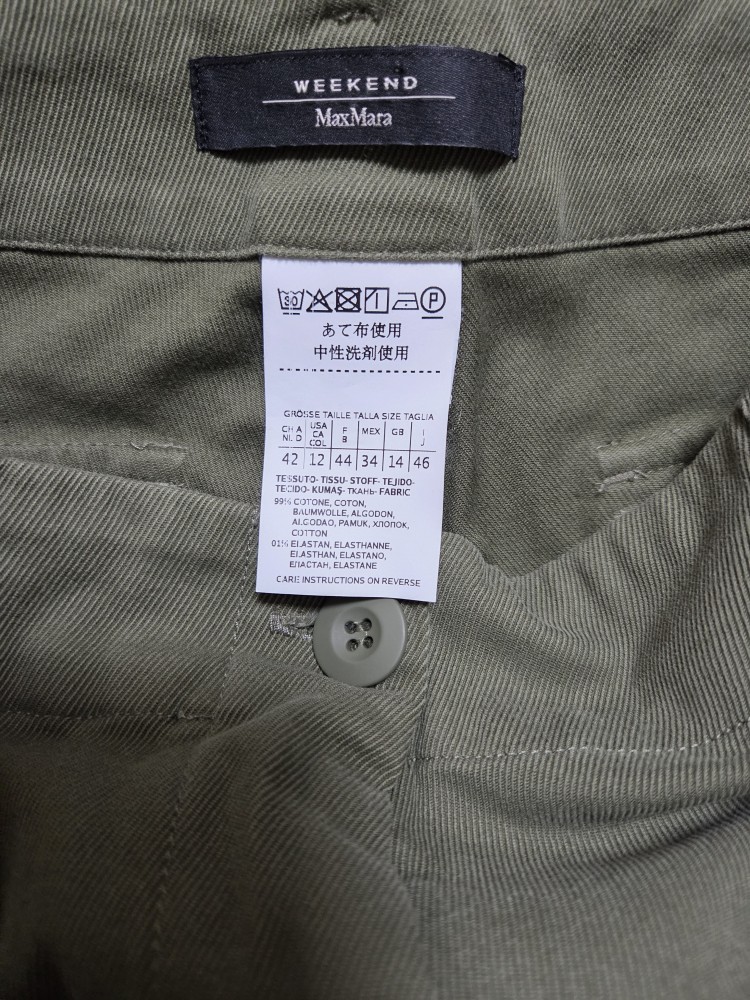 WEEKEND
MaxMara
30 P
あて布使用
中性洗剤使用
GRÖSSE TAILLE TALLA SIZE TAGLIA
CH A NL D USA CA COL F B MEX GB I J
42 12 44 34 14 46
TESSUTO- TISSU- STOFF- TEJIDO-
TECIDO- KUMAŞ- ТКАНЬ- FABRIC
99% COTONE, COTON,
BAUMWOLLE, ALGODON,
ALGODAO, PAMUK, ХЛОПОК,
COTTON
01% ELASTAN, ELASTHANNE,
ELASTHAN, ELASTANO,
ЕЛАСТАН, ELASTANE
CARE INSTRUCTIONS ON REVERSE